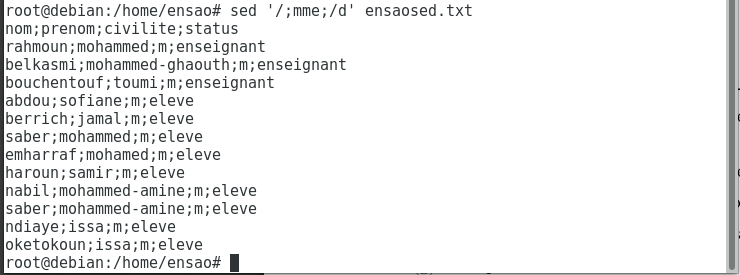 root@debian:/home/ensao# sed '/;mme;/d' ensaosed.txt
nom;prenom;civilite;status
rahmoun;mohammed;m;enseignant
belkasmi;mohammed-ghaouth;m;enseignant
bouchentouf;toumi;m;enseignant
abdou;sofiane;m;eleve
berrich;jamal;m;eleve
saber;mohammed;m;eleve
emharraf;mohamed;m;eleve
haroun;samir;m;eleve
nabil;mohammed-amine;m;eleve
saber;mohammed-amine;m;eleve
ndiaye;issa;m;eleve
oketokoun;issa;m;eleve
root@debian:/home/ensao#